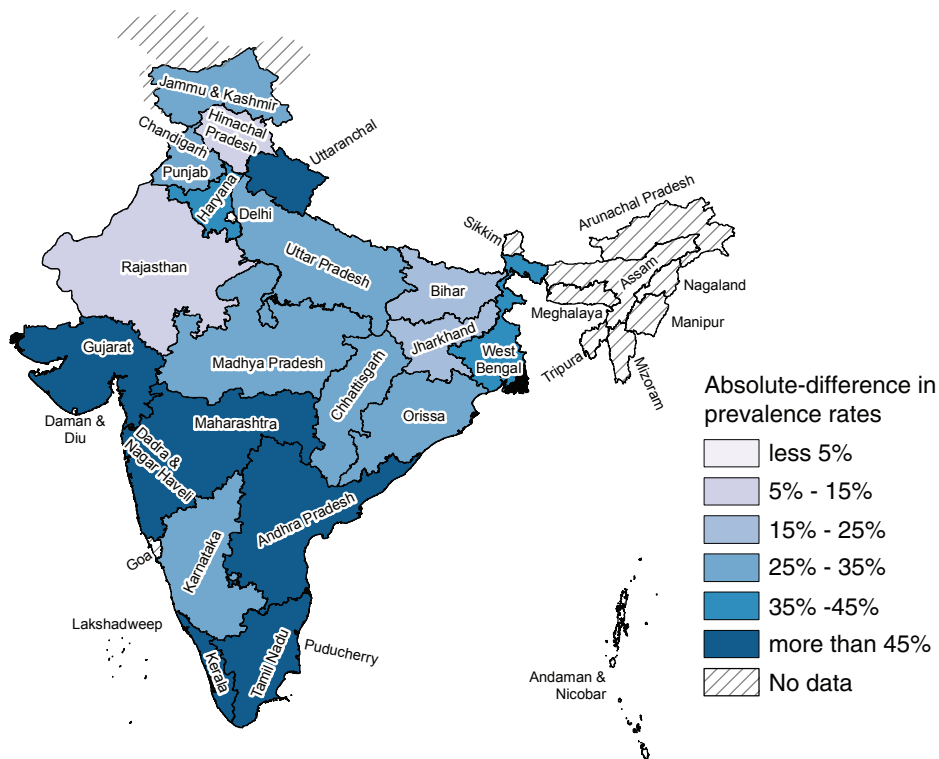 Jammu & Kashmir
Himachal
Pradesh
Chandigarh
Punjab
Uttaranchal
Haryana
Delhi
Arunachal Pradesh
Sikkim
Rajasthan
Uttar Pradesh
Bihar
Assam
Nagaland
Meghalaya
Manipur
Jharkhand
Tripura
Mizoram
Gujarat
Madhya Pradesh
West
Bengal
Chhattisgarh
Orissa
Daman &
Diu
Maharashtra
Dadra &
Nagar Haveli
Andhra Pradesh
Goa
Karnataka
Lakshadweep
Puducherry
Kerala
Tamil Nadu
Andaman &
Nicobar
Absolute-difference in
prevalence rates
less 5%
5% - 15%
15% - 25%
25% - 35%
35% -45%
more than 45%
No data